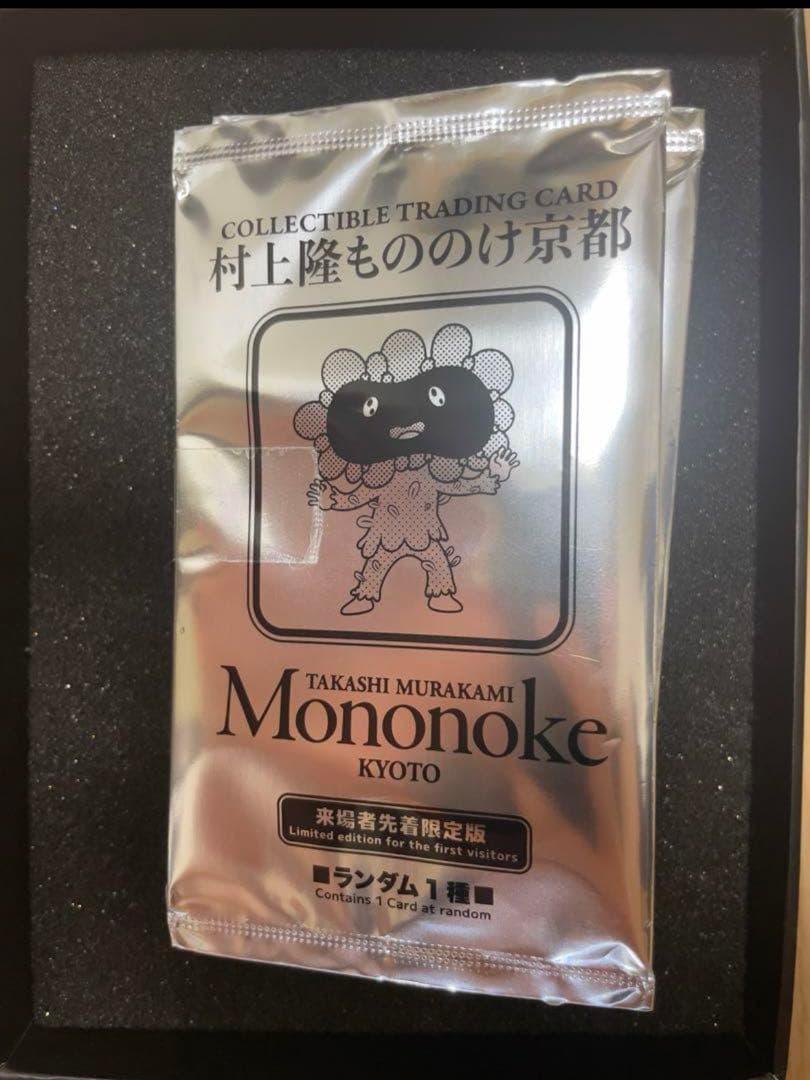 COLLECTIBLE TRADING CARD
村上隆もののけ京都
TAKASHI MURAKAMI
Mononoke
KYOTO
来場者先着限定版
Limited edition for the first visitors
■ランダム1種■
Contains 1 Card at random